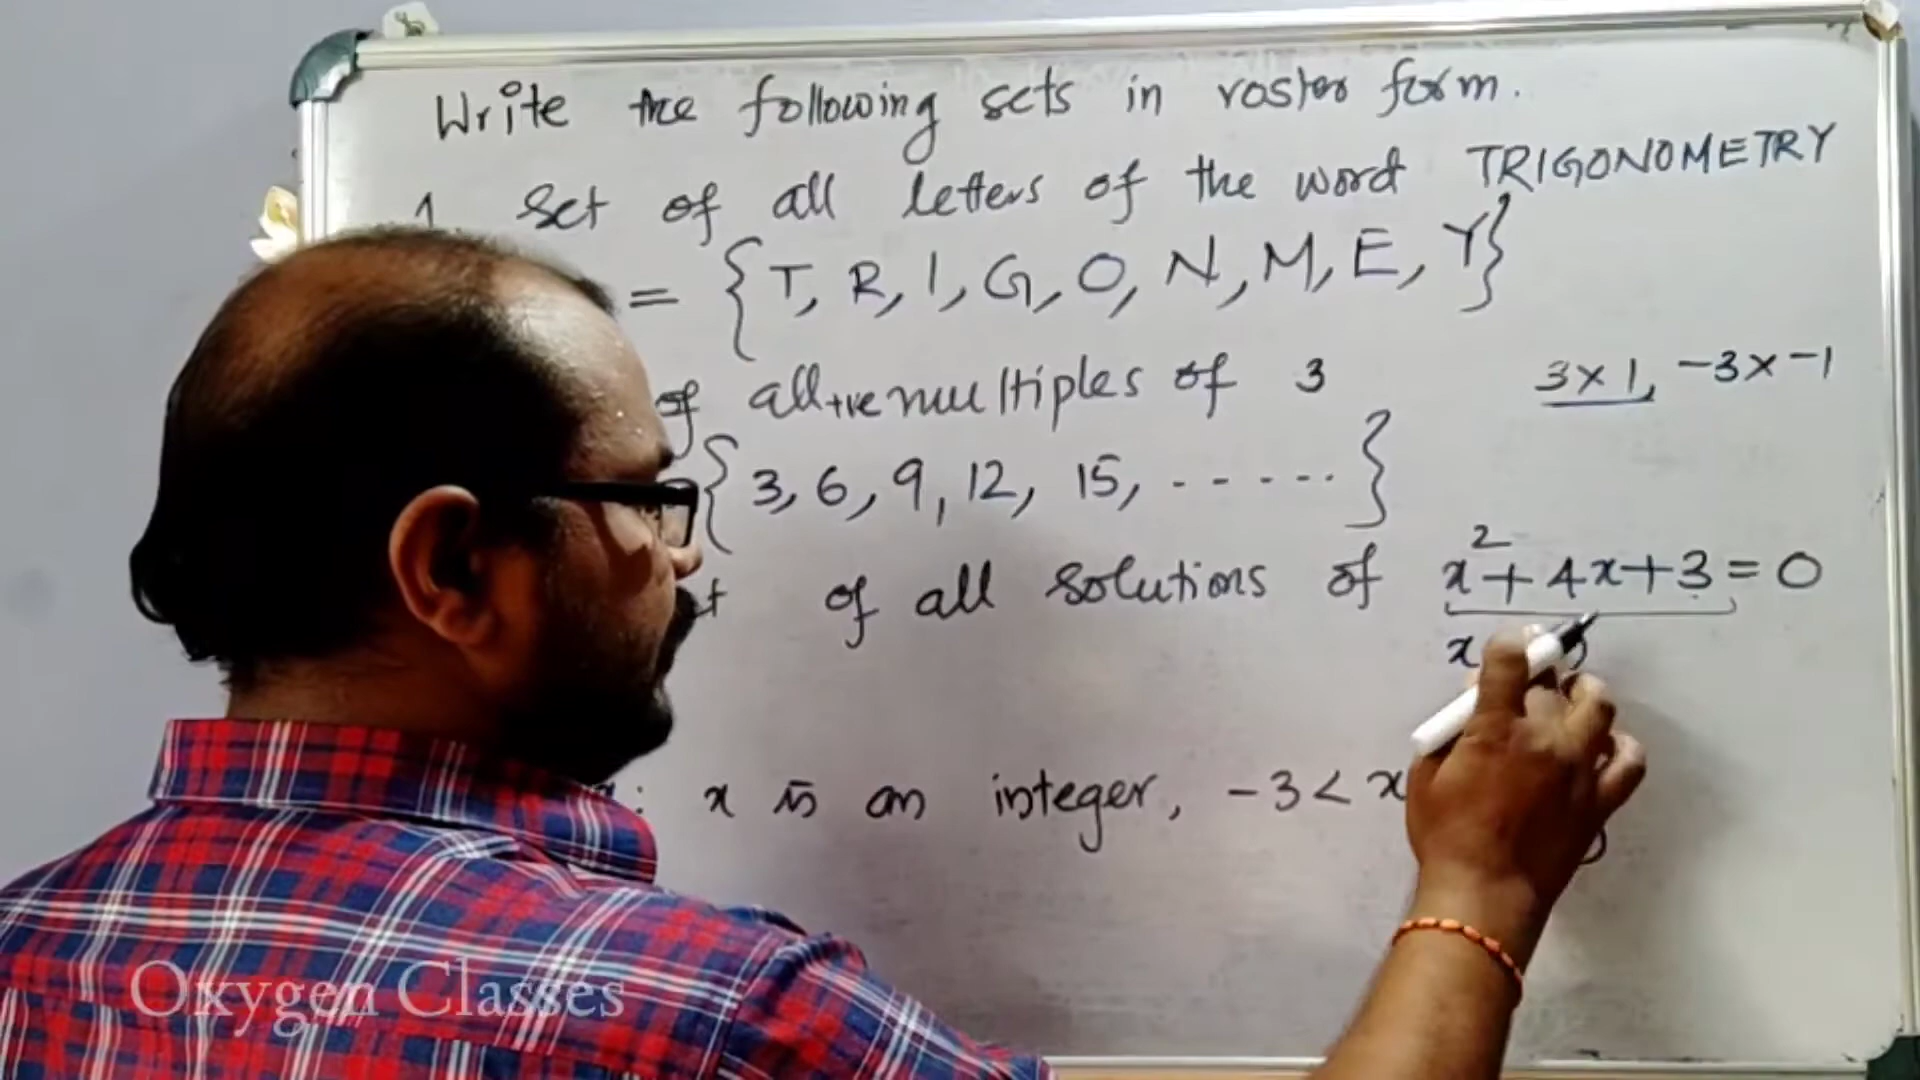 Write the following sets in roster form.
1. Set of all letters of the word TRIGONOMETRY
= {T, R, I, G, O, N, M, E, Y}
of all +ve multiples of 3
3 x 1, -3 x -1
{3, 6, 9, 12, 15, ------}
of all solutions of x² + 4x + 3 = 0
x
: x is an integer, -3 < x
Oxygen Classes